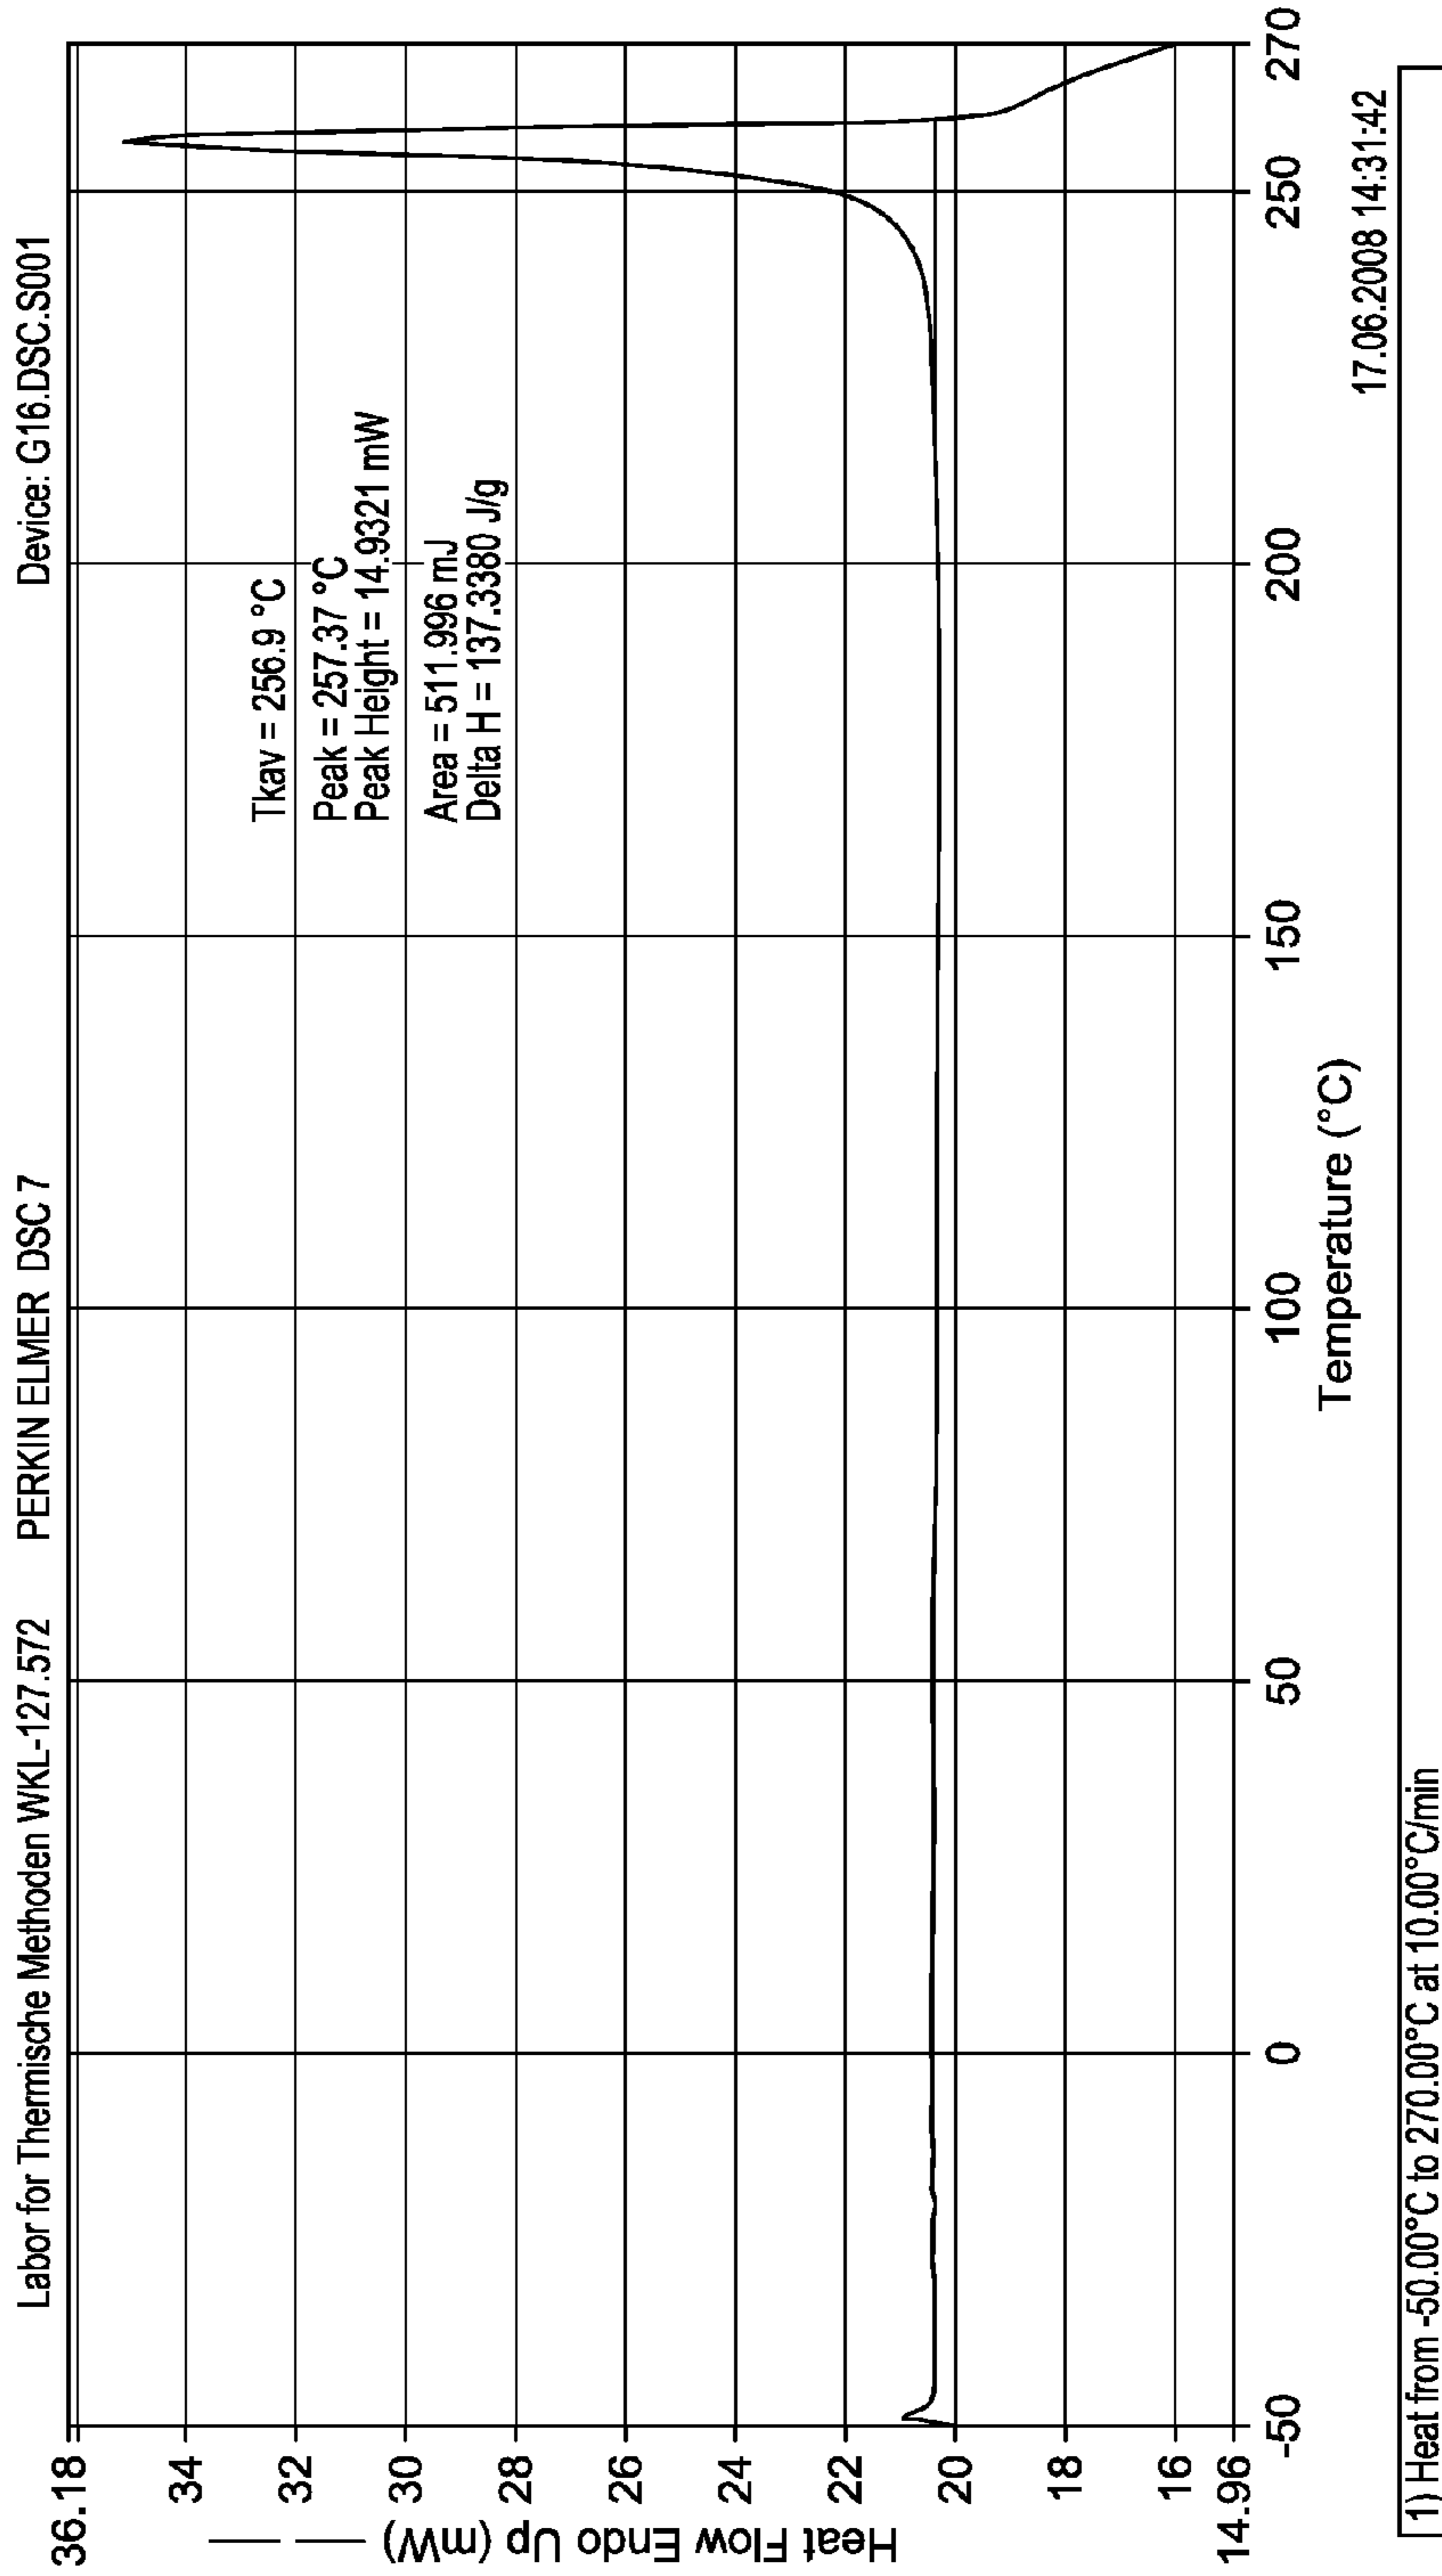 Labor for Thermische Methoden WKL-127.572 PERKIN ELMER DSC 7 Device: G16.DSC.S001
36.18
34
32
30
28
26
24
22
20
18
16
14.96
Heat Flow Endo Up (mW)
Tkav = 256.9 °C
Peak = 257.37 °C
Peak Height = 14.9321 mW
Area = 511.996 mJ
Delta H = 137.3380 J/g
-50 0 50 100 150 200 250 270
Temperature (°C)
17.06.2008 14:31:42
1) Heat from -50.00°C to 270.00°C at 10.00°C/min